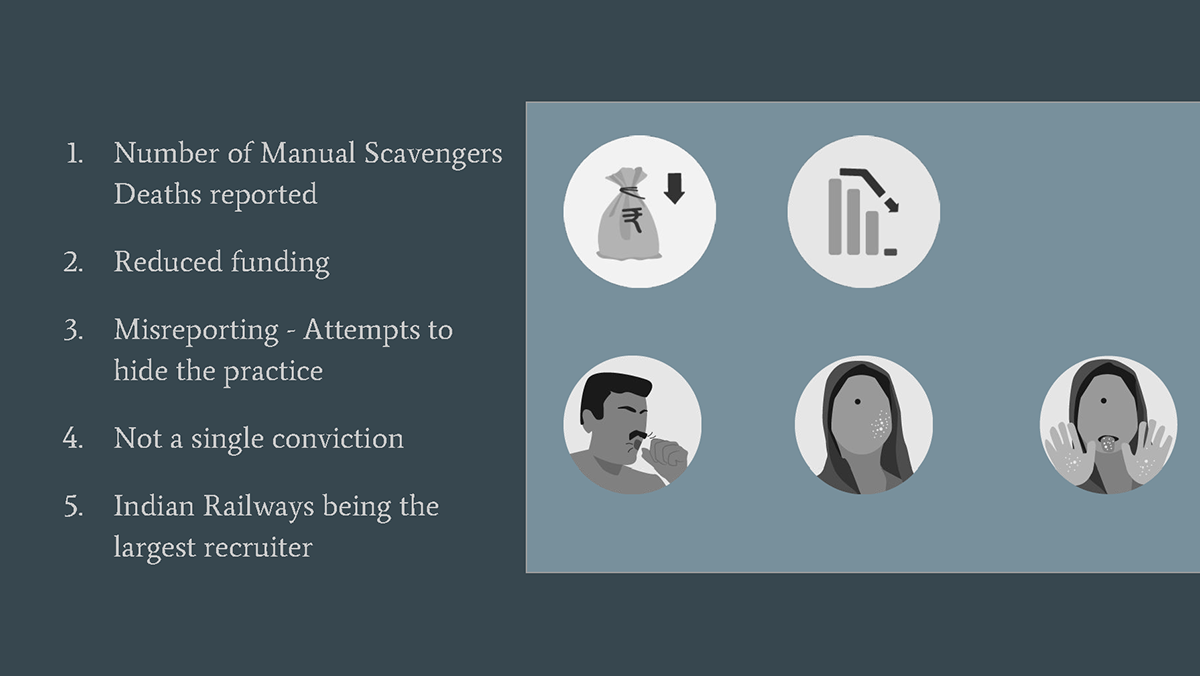 1. Number of Manual Scavengers
Deaths reported
2. Reduced funding
3. Misreporting - Attempts to
hide the practice
4. Not a single conviction
5. Indian Railways being the
largest recruiter
₹